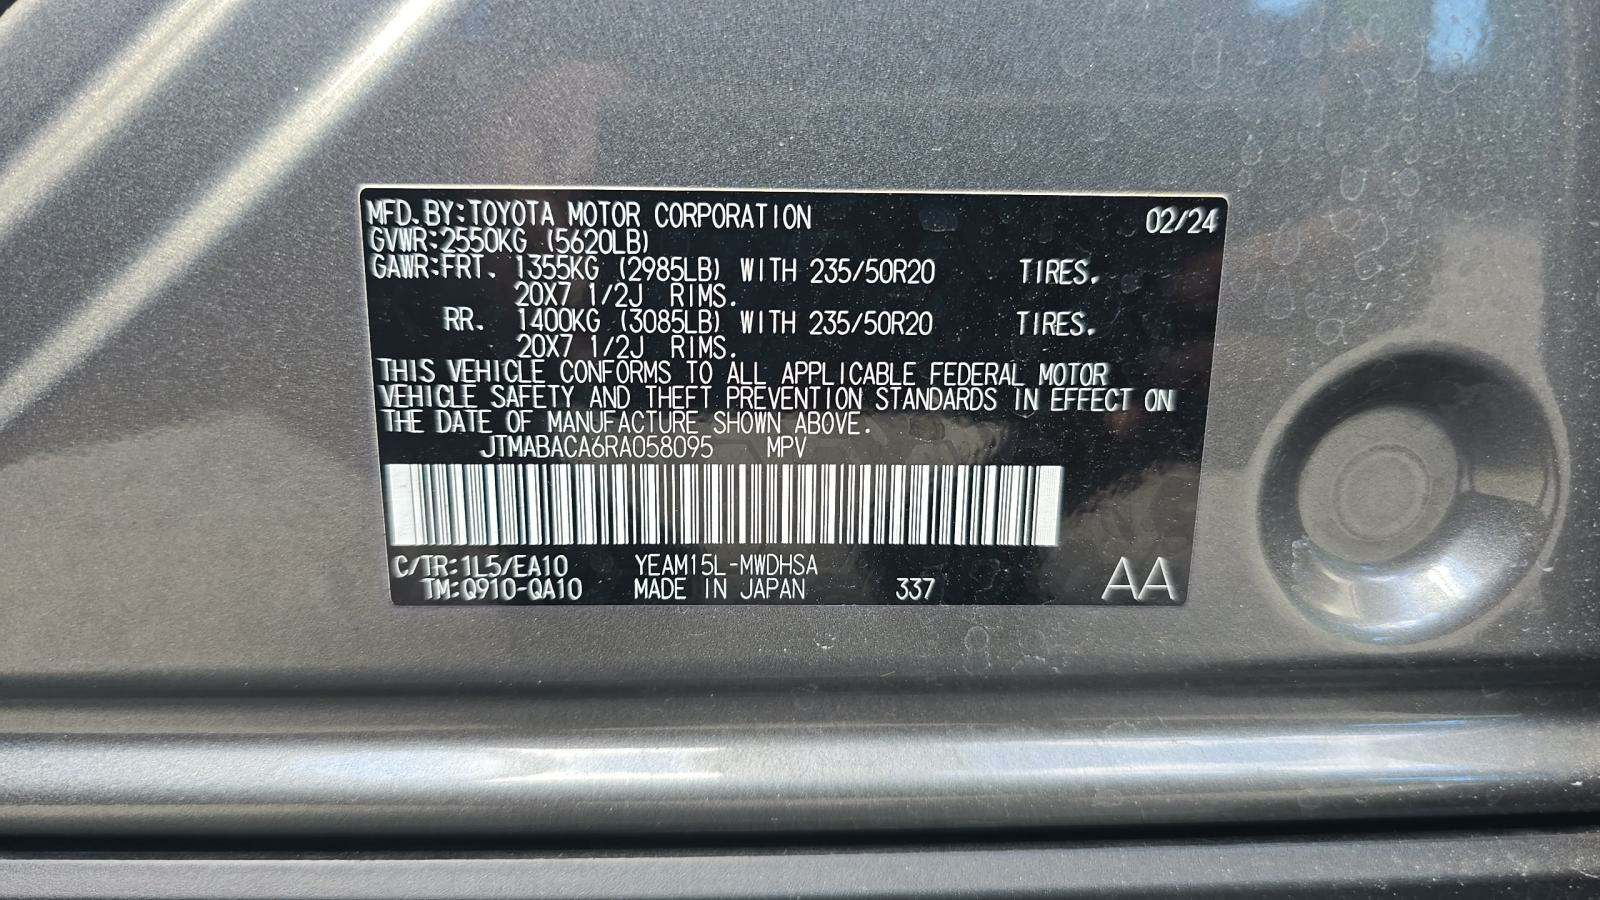 MFD. BY:TOYOTA MOTOR CORPORATION 02/24
GVWR:2550KG (5620LB)
GAWR:FRT. 1355KG (2985LB) WITH 235/50R20 TIRES.
20X7 1/2J RIMS.
RR. 1400KG (3085LB) WITH 235/50R20 TIRES.
20X7 1/2J RIMS.
THIS VEHICLE CONFORMS TO ALL APPLICABLE FEDERAL MOTOR
VEHICLE SAFETY AND THEFT PREVENTION STANDARDS IN EFFECT ON
THE DATE OF MANUFACTURE SHOWN ABOVE.
JTMABACA6RA058095 MPV
C/TR:1L5/EA10 YEAM15L-MWDHSA
TM:Q910-QA10 MADE IN JAPAN 337 AA